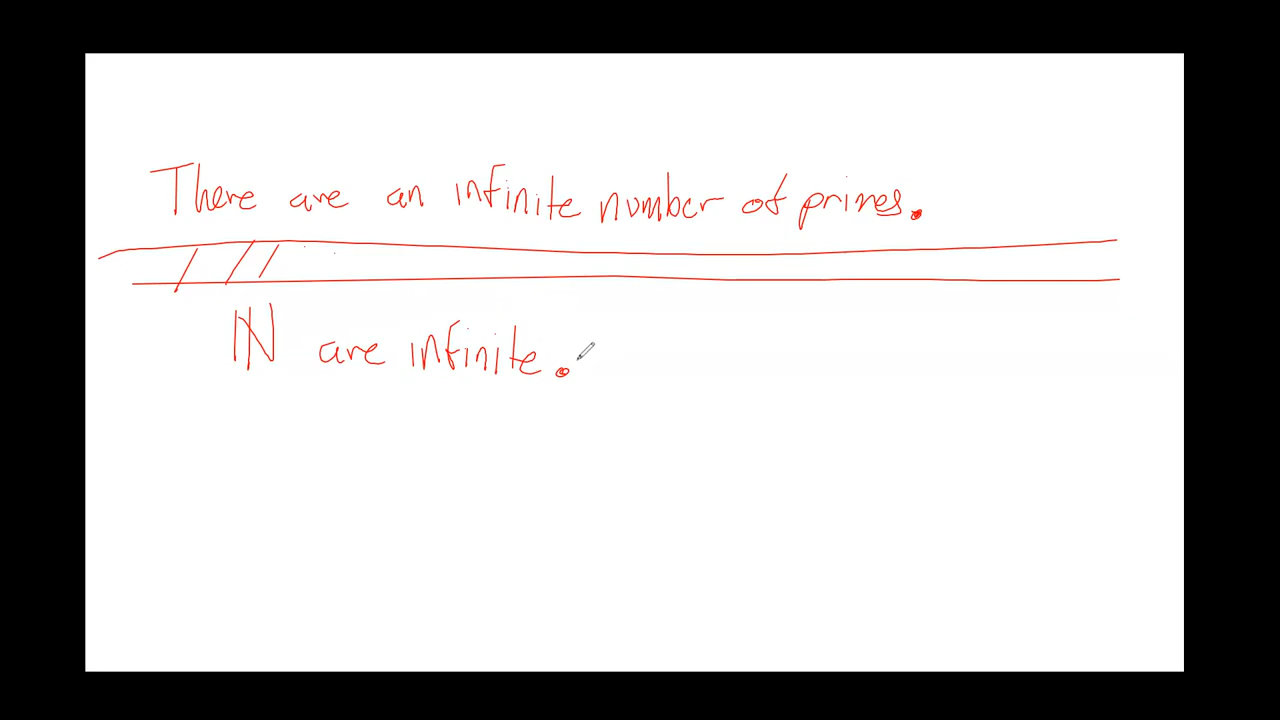 There are an infinite number of primes.
ℕ are infinite.